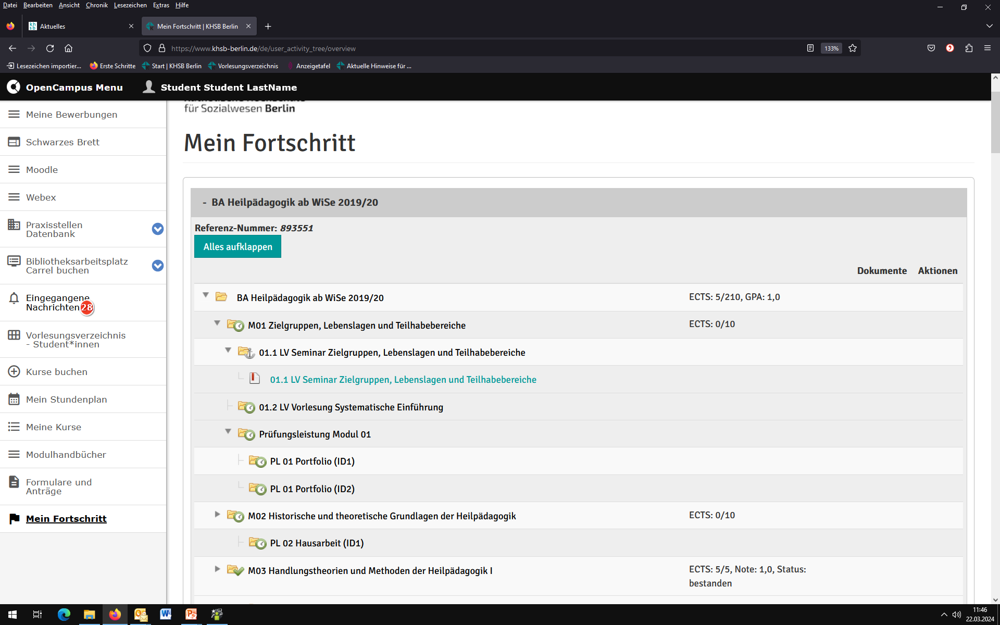 Datei Bearbeiten Ansicht Chronik Lesezeichen Extras Hilfe
Aktuelles
Mein Fortschritt | KHSB Berlin
https://www.khsb-berlin.de/de/user_activity_tree/overview
133%
Lesezeichen importier... Erste Schritte Start | KHSB Berlin Vorlesungsverzeichnis Anzeigetafel Aktuelle Hinweise für ...
OpenCampus Menu Student Student LastName
Meine Bewerbungen
Schwarzes Brett
Moodle
Webex
Praxisstellen
Datenbank
Bibliotheksarbeitsplatz
Carrel buchen
Eingegangene
Nachrichten 28
Vorlesungsverzeichnis
- Student*innen
Kurse buchen
Mein Stundenplan
Meine Kurse
Modulhandbücher
Formulare und
Anträge
Mein Fortschritt
für Sozialwesen Berlin
Mein Fortschritt
- BA Heilpädagogik ab WiSe 2019/20
Referenz-Nummer: 893551
Alles aufklappen
Dokumente Aktionen
BA Heilpädagogik ab WiSe 2019/20 ECTS: 5/210, GPA: 1,0
M01 Zielgruppen, Lebenslagen und Teilhabebereiche ECTS: 0/10
01.1 LV Seminar Zielgruppen, Lebenslagen und Teilhabebereiche
01.1 LV Seminar Zielgruppen, Lebenslagen und Teilhabebereiche
01.2 LV Vorlesung Systematische Einführung
Prüfungsleistung Modul 01
PL 01 Portfolio (ID1)
PL 01 Portfolio (ID2)
M02 Historische und theoretische Grundlagen der Heilpädagogik ECTS: 0/10
PL 02 Hausarbeit (ID1)
M03 Handlungstheorien und Methoden der Heilpädagogik I ECTS: 5/5, Note: 1,0, Status:
bestanden
11:46
22.03.2024